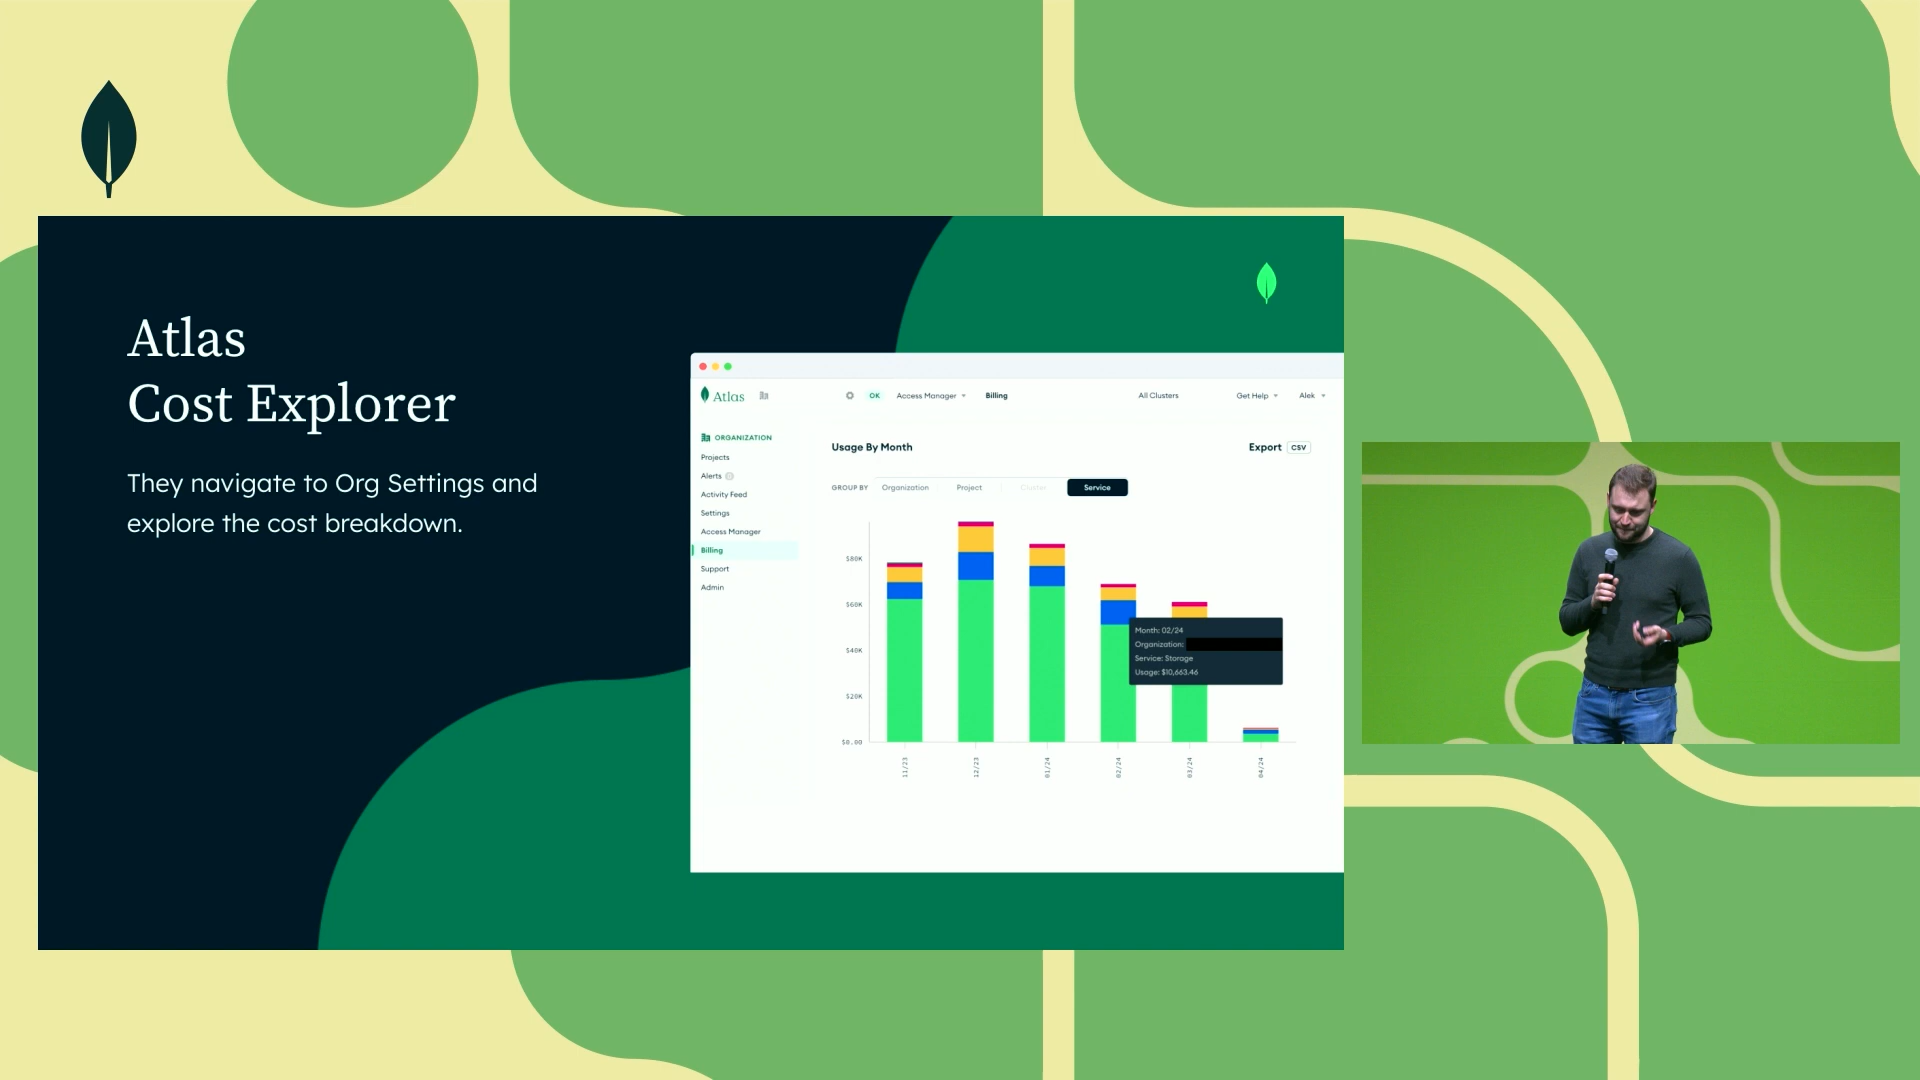 Atlas
Cost Explorer
They navigate to Org Settings and
explore the cost breakdown.
Atlas
OK
Access Manager
Billing
All Clusters
Get Help
Alek
ORGANIZATION
Projects
Alerts
Activity Feed
Settings
Access Manager
Billing
Support
Admin
Usage By Month
Export CSV
GROUP BY Organization Project Cluster Service
$80K
$60K
$40K
$20K
$0.00
Month: 02/24
Organization:
Service: Storage
Usage: $10,663.46
11/23
12/23
01/24
02/24
03/24
04/24